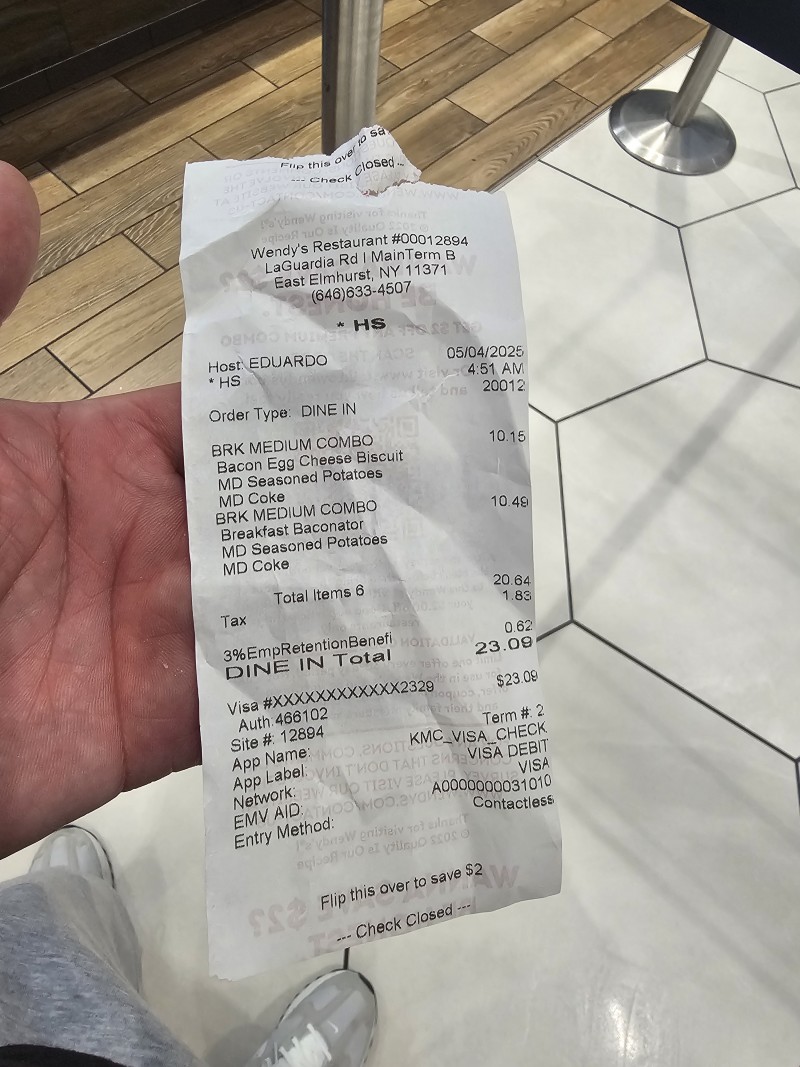 Flip this over to sa
--- Check Closed ---
Wendy's Restaurant #00012894
LaGuardia Rd | MainTerm B
East Elmhurst, NY 11371
(646)633-4507
* HS
Host: EDUARDO 05/04/2025
* HS 4:51 AM
20012
Order Type: DINE IN
BRK MEDIUM COMBO 10.15
Bacon Egg Cheese Biscuit
MD Seasoned Potatoes
MD Coke
BRK MEDIUM COMBO 10.49
Breakfast Baconator
MD Seasoned Potatoes
MD Coke
Total Items 6 20.64
Tax 1.83
3%EmpRetentionBenefi 0.62
DINE IN Total 23.09
Visa #XXXXXXXXXXXX2329 $23.09
Auth:466102
Site #: 12894 Term #: 2
App Name: KMC_VISA_CHECK
App Label: VISA DEBIT
Network: VISA
EMV AID: A0000000031010
Entry Method: Contactless
Flip this over to save $2
--- Check Closed ---